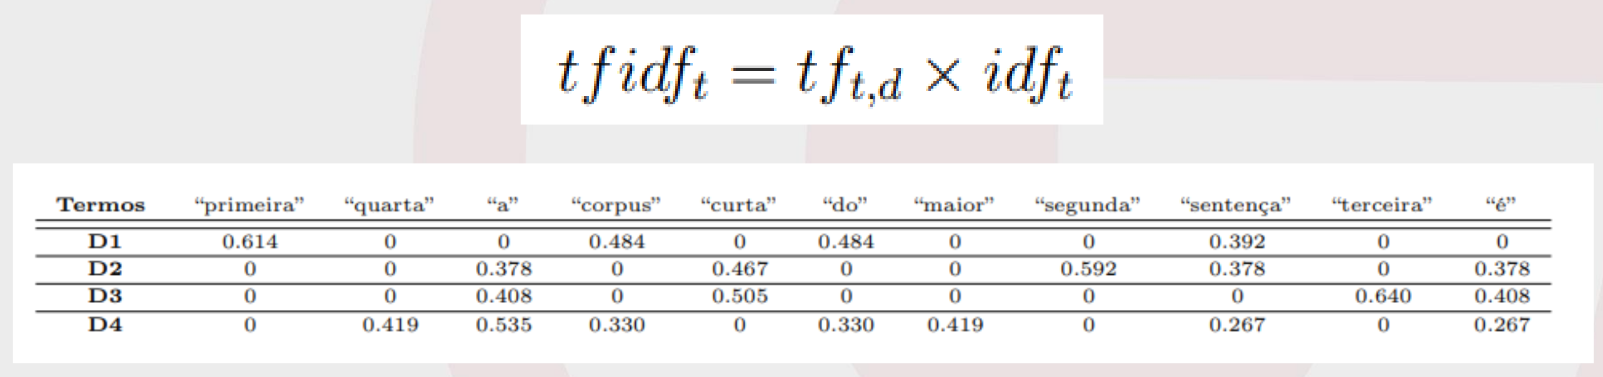 tfidf_t = tf_{t,d} × idf_t
Termos “primeira” “quarta” “a” “corpus” “curta” “do” “maior” “segunda” “sentença” “terceira” “é”
D1 0.614 0 0 0.484 0 0.484 0 0 0.392 0 0
D2 0 0 0.378 0 0.467 0 0 0.592 0.378 0 0.378
D3 0 0 0.408 0 0.505 0 0 0 0 0.640 0.408
D4 0 0.419 0.535 0.330 0 0.330 0.419 0 0.267 0 0.267